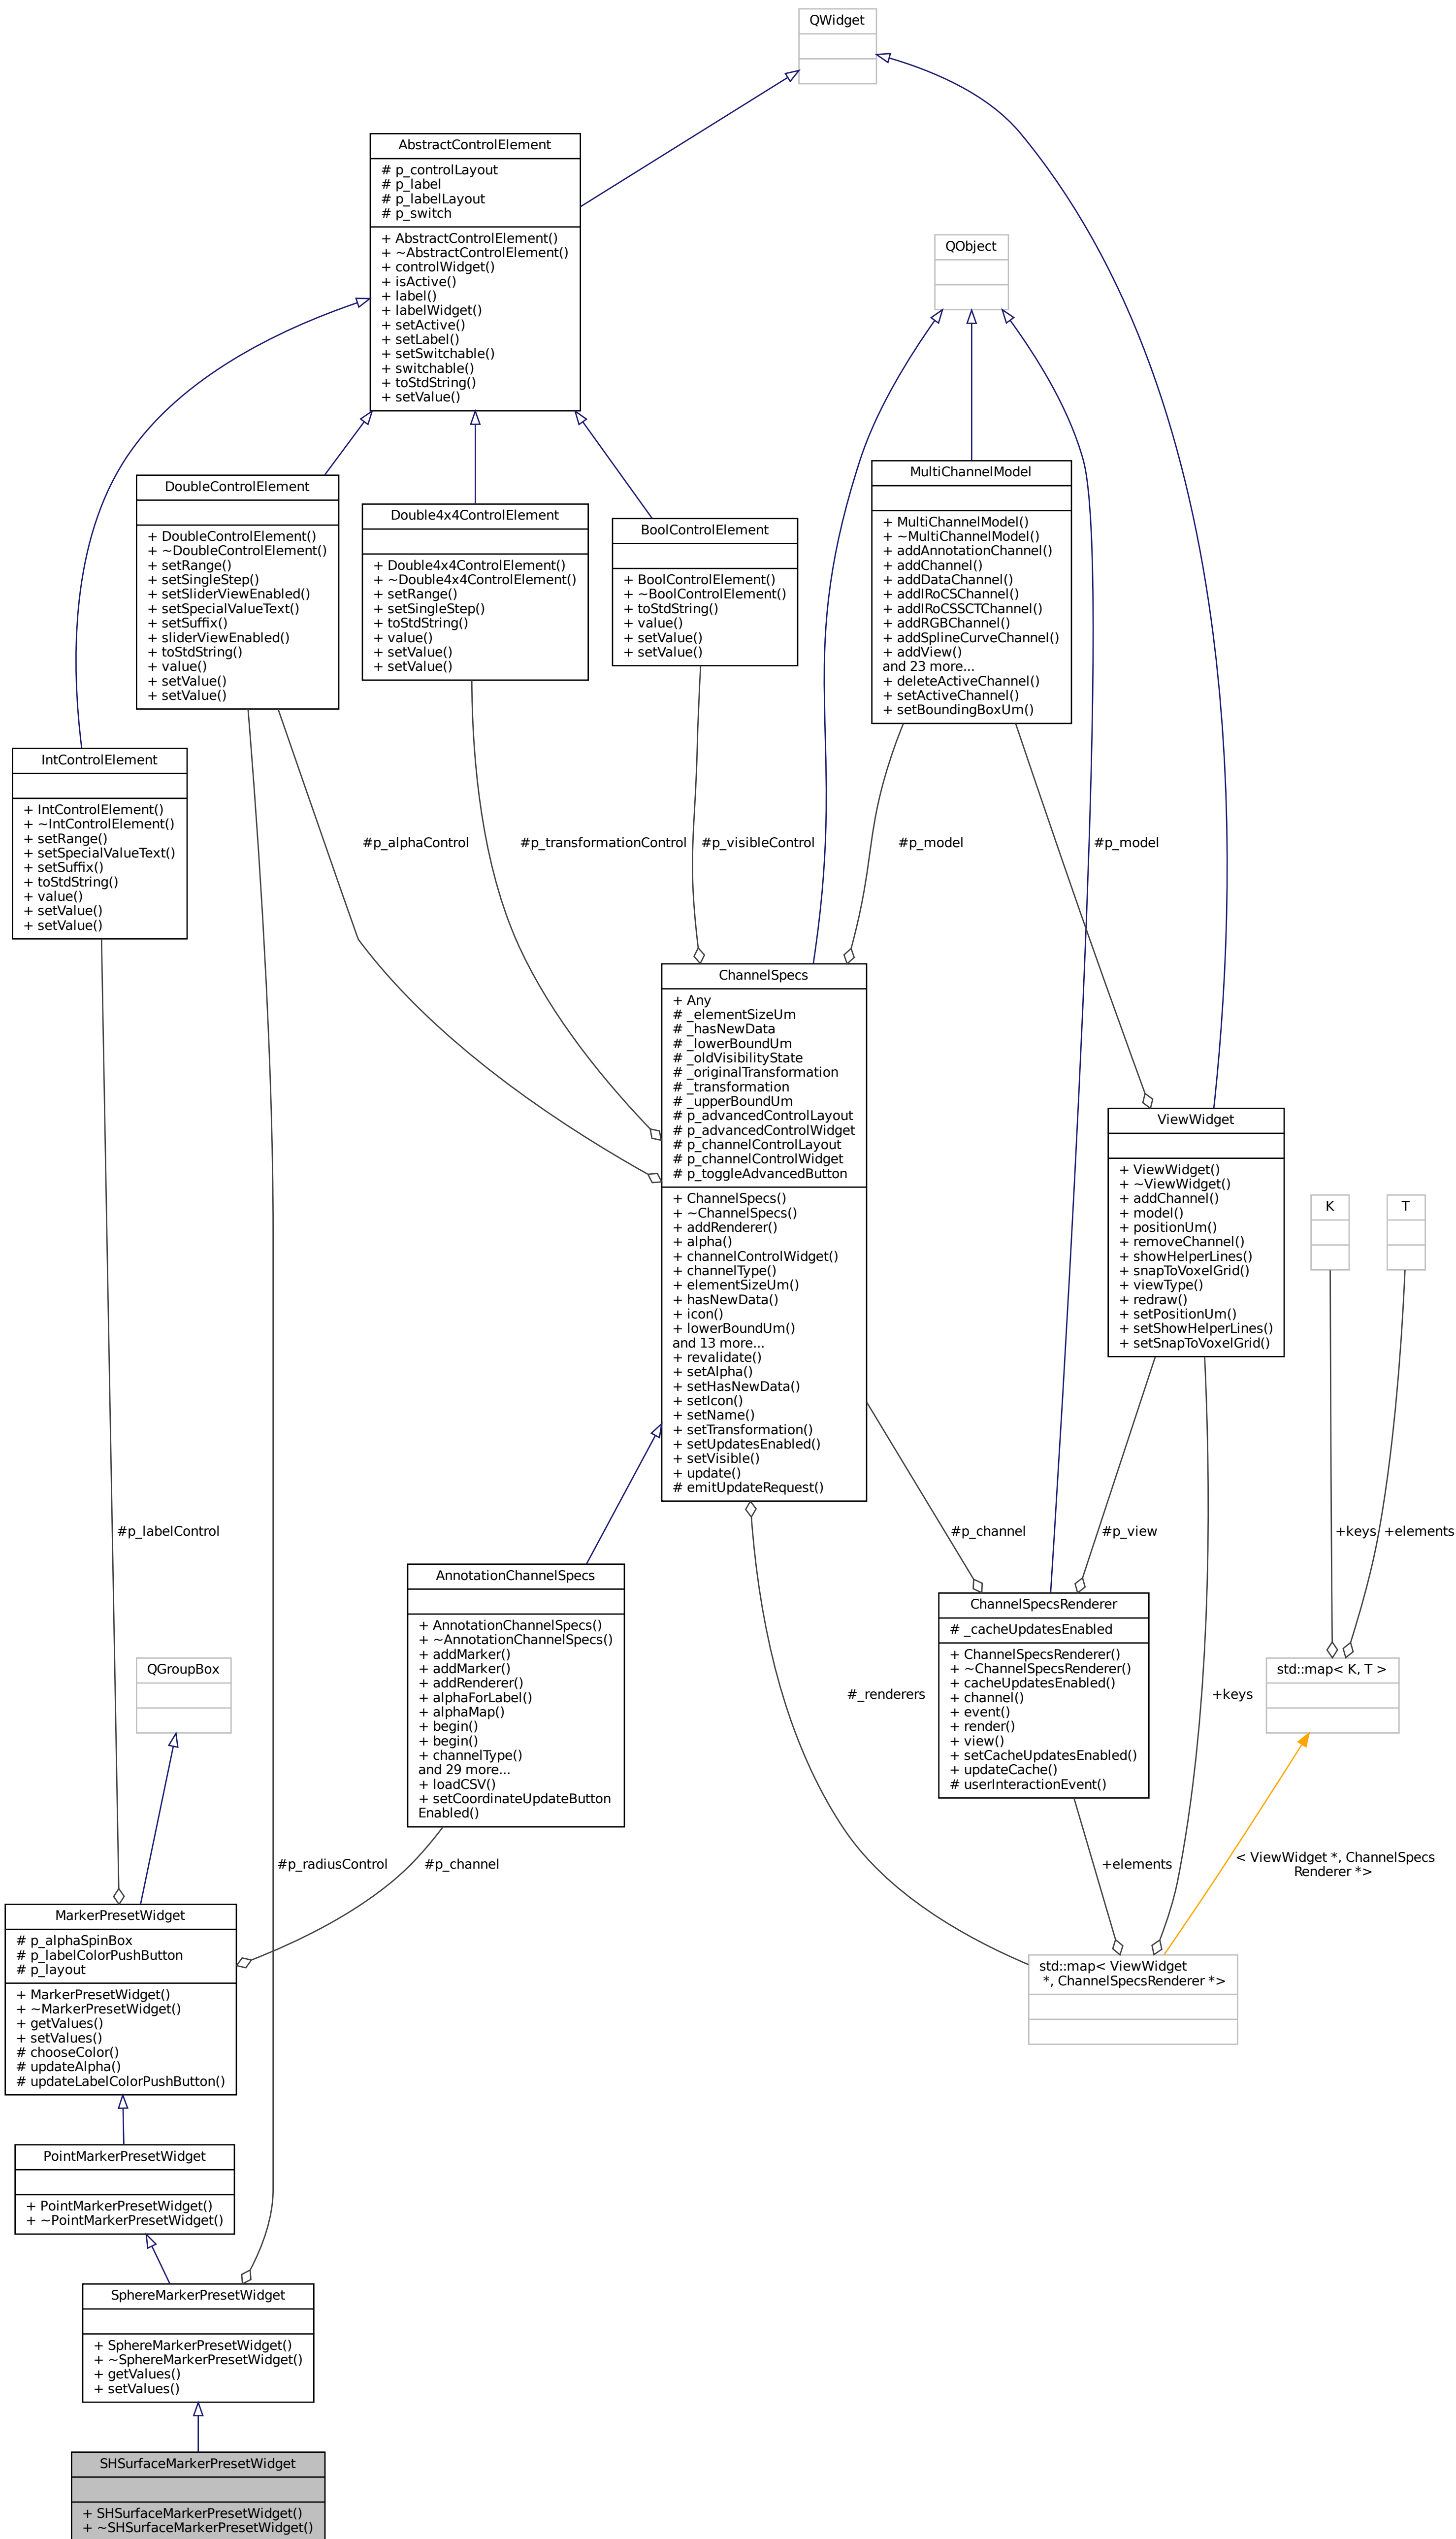 QWidget
AbstractControlElement
# p_controlLayout
# p_label
# p_labelLayout
# p_switch
+ AbstractControlElement()
+ ~AbstractControlElement()
+ controlWidget()
+ isActive()
+ label()
+ labelWidget()
+ setActive()
+ setLabel()
+ setSwitchable()
+ switchable()
+ toStdString()
+ setValue()
QObject
DoubleControlElement
+ DoubleControlElement()
+ ~DoubleControlElement()
+ setRange()
+ setSingleStep()
+ setSliderViewEnabled()
+ setSpecialValueText()
+ setSuffix()
+ sliderViewEnabled()
+ toStdString()
+ value()
+ setValue()
+ setValue()
Double4x4ControlElement
+ Double4x4ControlElement()
+ ~Double4x4ControlElement()
+ setRange()
+ setSingleStep()
+ toStdString()
+ value()
+ setValue()
+ setValue()
BoolControlElement
+ BoolControlElement()
+ ~BoolControlElement()
+ toStdString()
+ value()
+ setValue()
+ setValue()
MultiChannelModel
+ MultiChannelModel()
+ ~MultiChannelModel()
+ addAnnotationChannel()
+ addChannel()
+ addDataChannel()
+ addIRoCSChannel()
+ addIRoCSSCTChannel()
+ addRGBChannel()
+ addSplineCurveChannel()
+ addView()
and 23 more...
+ deleteActiveChannel()
+ setActiveChannel()
+ setBoundingBoxUm()
IntControlElement
+ IntControlElement()
+ ~IntControlElement()
+ setRange()
+ setSpecialValueText()
+ setSuffix()
+ toStdString()
+ value()
+ setValue()
+ setValue()
#p_alphaControl
#p_transformationControl
#p_visibleControl
#p_model
#p_model
ChannelSpecs
+ Any
# _elementSizeUm
# _hasNewData
# _lowerBoundUm
# _oldVisibilityState
# _originalTransformation
# _transformation
# _upperBoundUm
# p_advancedControlLayout
# p_advancedControlWidget
# p_channelControlLayout
# p_channelControlWidget
# p_toggleAdvancedButton
+ ChannelSpecs()
+ ~ChannelSpecs()
+ addRenderer()
+ alpha()
+ channelControlWidget()
+ channelType()
+ elementSizeUm()
+ hasNewData()
+ icon()
+ lowerBoundUm()
and 13 more...
+ revalidate()
+ setAlpha()
+ setHasNewData()
+ setIcon()
+ setName()
+ setTransformation()
+ setUpdatesEnabled()
+ setVisible()
+ update()
# emitUpdateRequest()
ViewWidget
+ ViewWidget()
+ ~ViewWidget()
+ addChannel()
+ model()
+ positionUm()
+ removeChannel()
+ showHelperLines()
+ snapToVoxelGrid()
+ viewType()
+ redraw()
+ setPositionUm()
+ setShowHelperLines()
+ setSnapToVoxelGrid()
K
T
#p_labelControl
#p_channel
#p_view
+keys
+elements
AnnotationChannelSpecs
+ AnnotationChannelSpecs()
+ ~AnnotationChannelSpecs()
+ addMarker()
+ addMarker()
+ addRenderer()
+ alphaForLabel()
+ alphaMap()
+ begin()
+ begin()
+ channelType()
and 29 more...
+ loadCSV()
+ setCoordinateUpdateButton
Enabled()
ChannelSpecsRenderer
# _cacheUpdatesEnabled
+ ChannelSpecsRenderer()
+ ~ChannelSpecsRenderer()
+ cacheUpdatesEnabled()
+ channel()
+ event()
+ render()
+ view()
+ setCacheUpdatesEnabled()
+ updateCache()
# userInteractionEvent()
QGroupBox
#_renderers
+keys
std::map< K, T >
#p_radiusControl
#p_channel
+elements
< ViewWidget *, ChannelSpecs
Renderer *>
MarkerPresetWidget
# p_alphaSpinBox
# p_labelColorPushButton
# p_layout
+ MarkerPresetWidget()
+ ~MarkerPresetWidget()
+ getValues()
+ setValues()
# chooseColor()
# updateAlpha()
# updateLabelColorPushButton()
std::map< ViewWidget
*, ChannelSpecsRenderer *>
PointMarkerPresetWidget
+ PointMarkerPresetWidget()
+ ~PointMarkerPresetWidget()
SphereMarkerPresetWidget
+ SphereMarkerPresetWidget()
+ ~SphereMarkerPresetWidget()
+ getValues()
+ setValues()
SHSurfaceMarkerPresetWidget
+ SHSurfaceMarkerPresetWidget()
+ ~SHSurfaceMarkerPresetWidget()